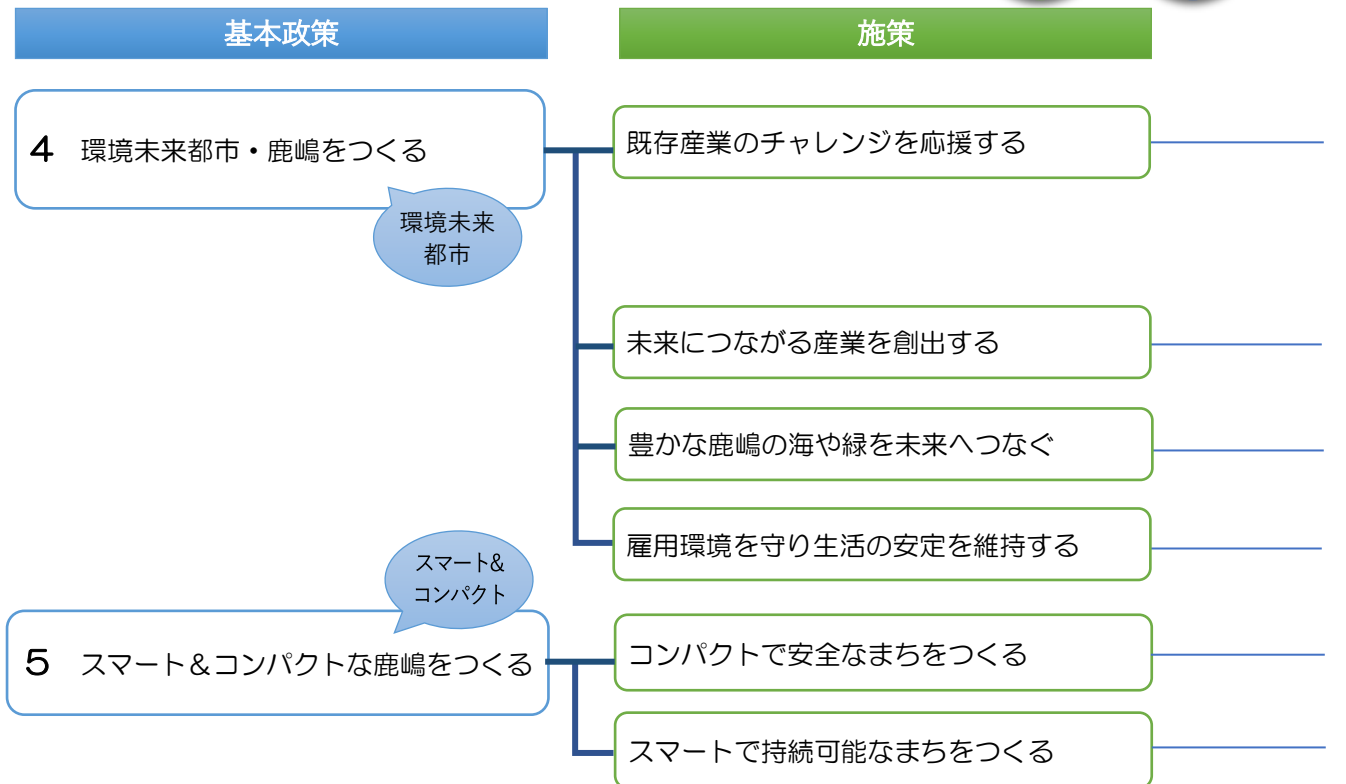 基本政策
施策
4 環境未来都市・鹿嶋をつくる
環境未来
都市
既存産業のチャレンジを応援する
未来につながる産業を創出する
豊かな鹿嶋の海や緑を未来へつなぐ
雇用環境を守り生活の安定を維持する
スマート&
コンパクト
5 スマート&コンパクトな鹿嶋をつくる
コンパクトで安全なまちをつくる
スマートで持続可能なまちをつくる